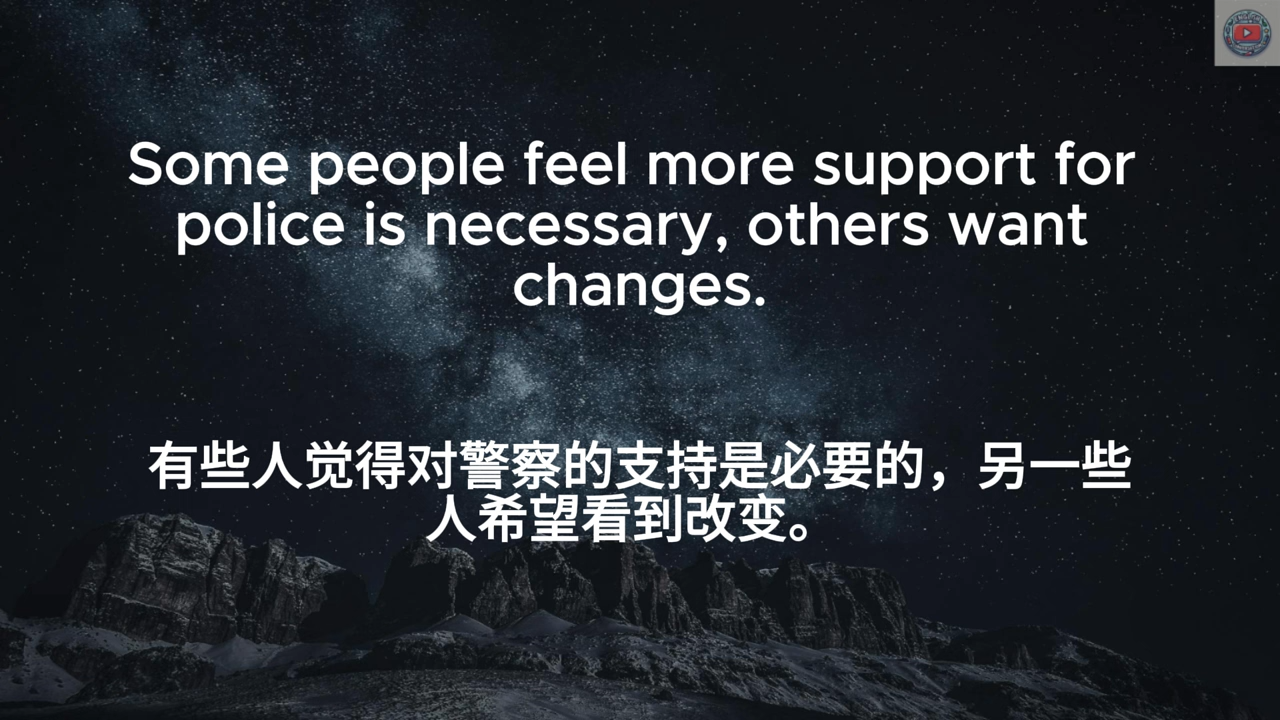 Some people feel more support for
police is necessary, others want
changes.
有些人觉得对警察的支持是必要的，另一些
人希望看到改变。